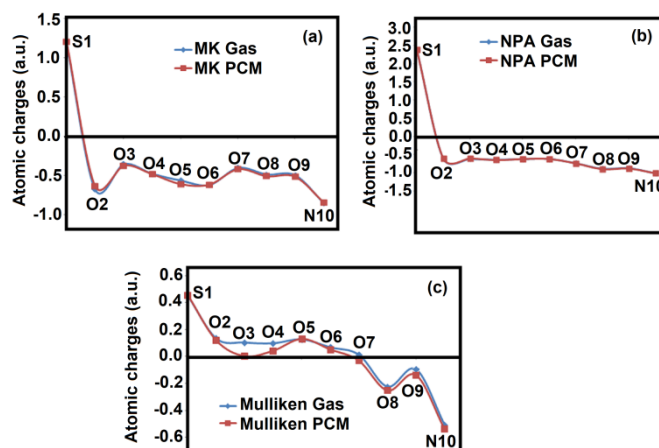 1.5
1.0
0.5
0.0
-0.5
-1.0
Atomic charges (a.u.)
MK Gas
MK PCM
(a)
S1
O2
O3
O4
O5
O6
O7
O8
O9
N10
3.0
2.5
2.0
1.5
1.0
0.5
0.0
-0.5
-1.0
-1.5
Atomic charges (a.u.)
NPA Gas
NPA PCM
(b)
S1
O2
O3
O4
O5
O6
O7
O8
O9
N10
0.6
0.4
0.2
0.0
-0.2
-0.4
-0.6
Atomic charges (a.u.)
(c)
S1
O2
O3
O4
O5
O6
O7
O8
O9
N10
Mulliken Gas
Mulliken PCM